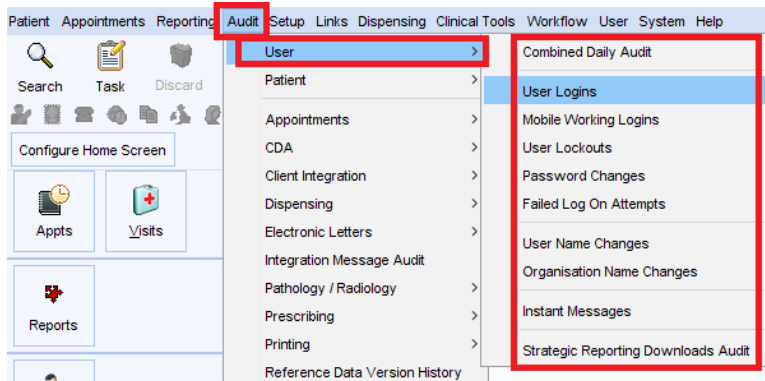 Patient Appointments Reporting Audit Setup Links Dispensing Clinical Tools Workflow User System Help
Search Task Discard
Configure Home Screen
Appts Visits
Reports
User
Patient
Appointments
CDA
Client Integration
Dispensing
Electronic Letters
Integration Message Audit
Pathology / Radiology
Prescribing
Printing
Reference Data Version History
Combined Daily Audit
User Logins
Mobile Working Logins
User Lockouts
Password Changes
Failed Log On Attempts
User Name Changes
Organisation Name Changes
Instant Messages
Strategic Reporting Downloads Audit